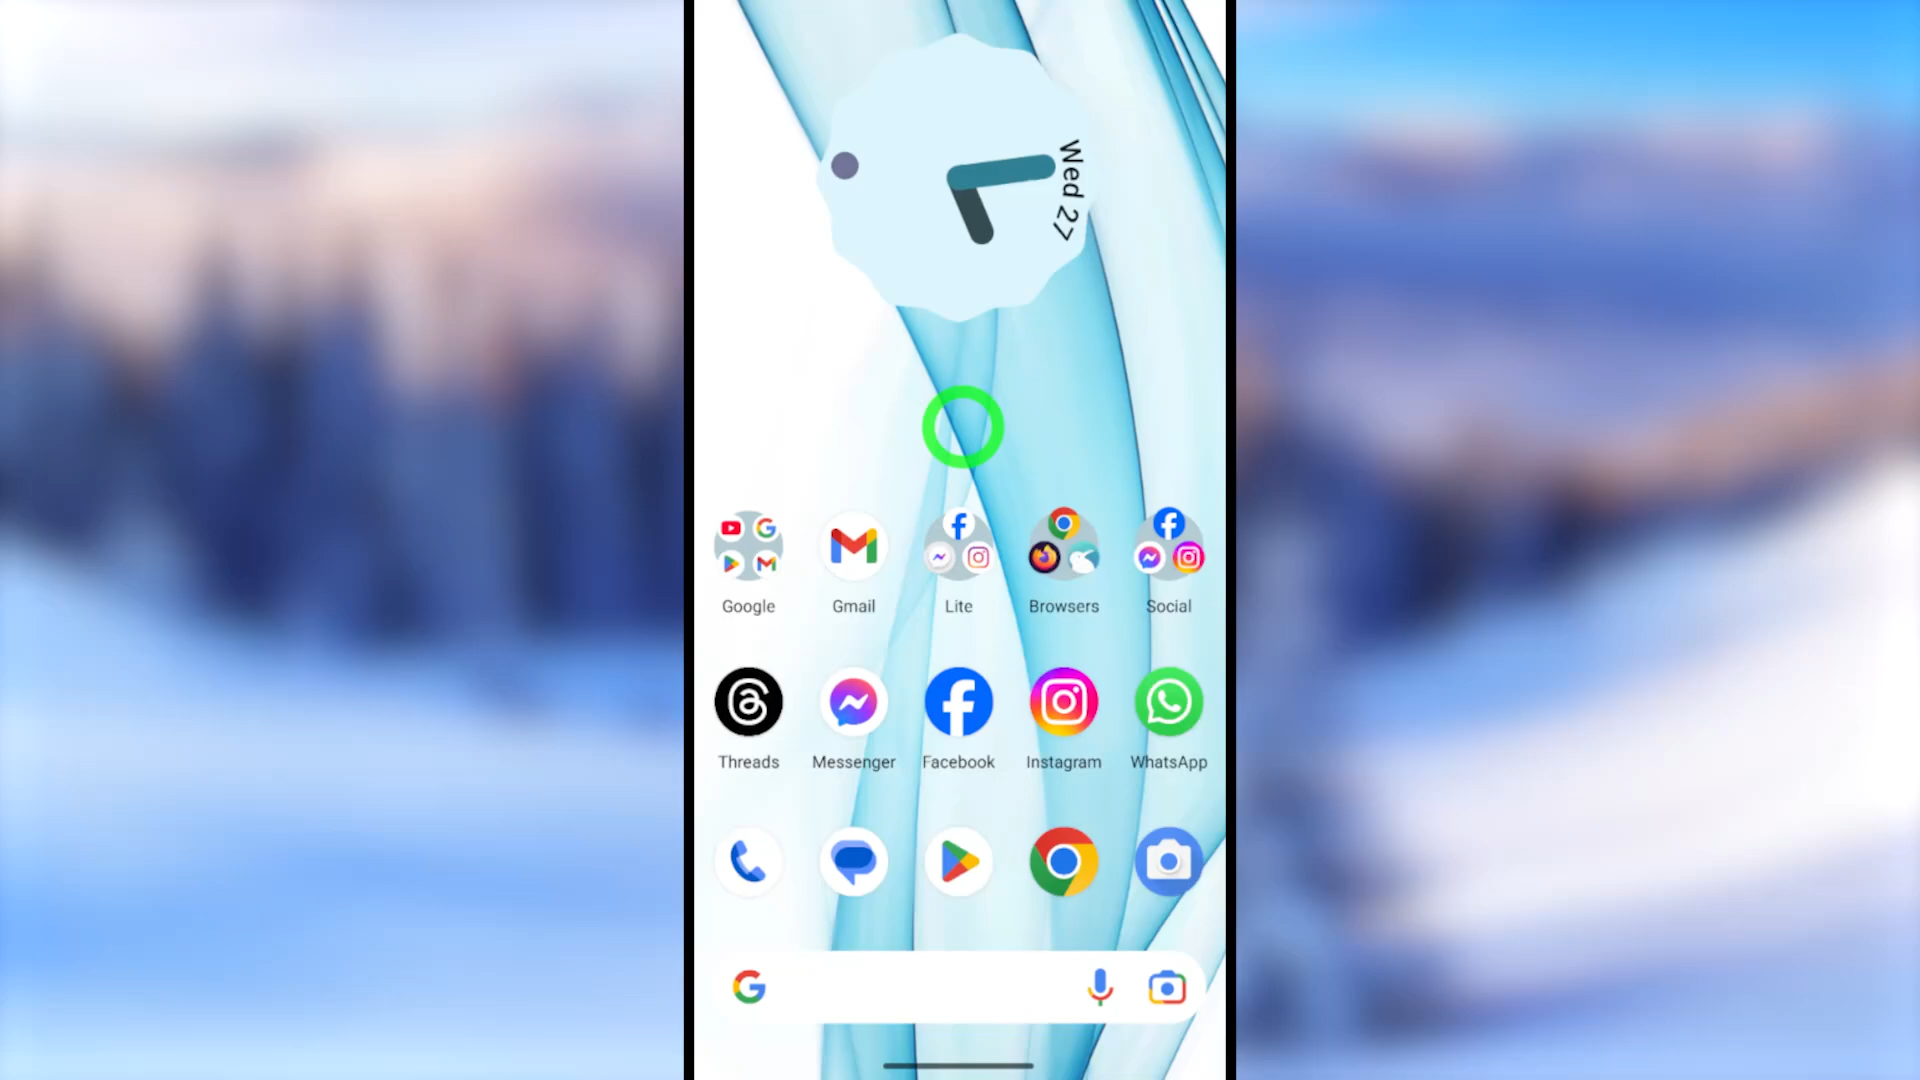 Wed 27
Google
Gmail
Lite
Browsers
Social
Threads
Messenger
Facebook
Instagram
WhatsApp